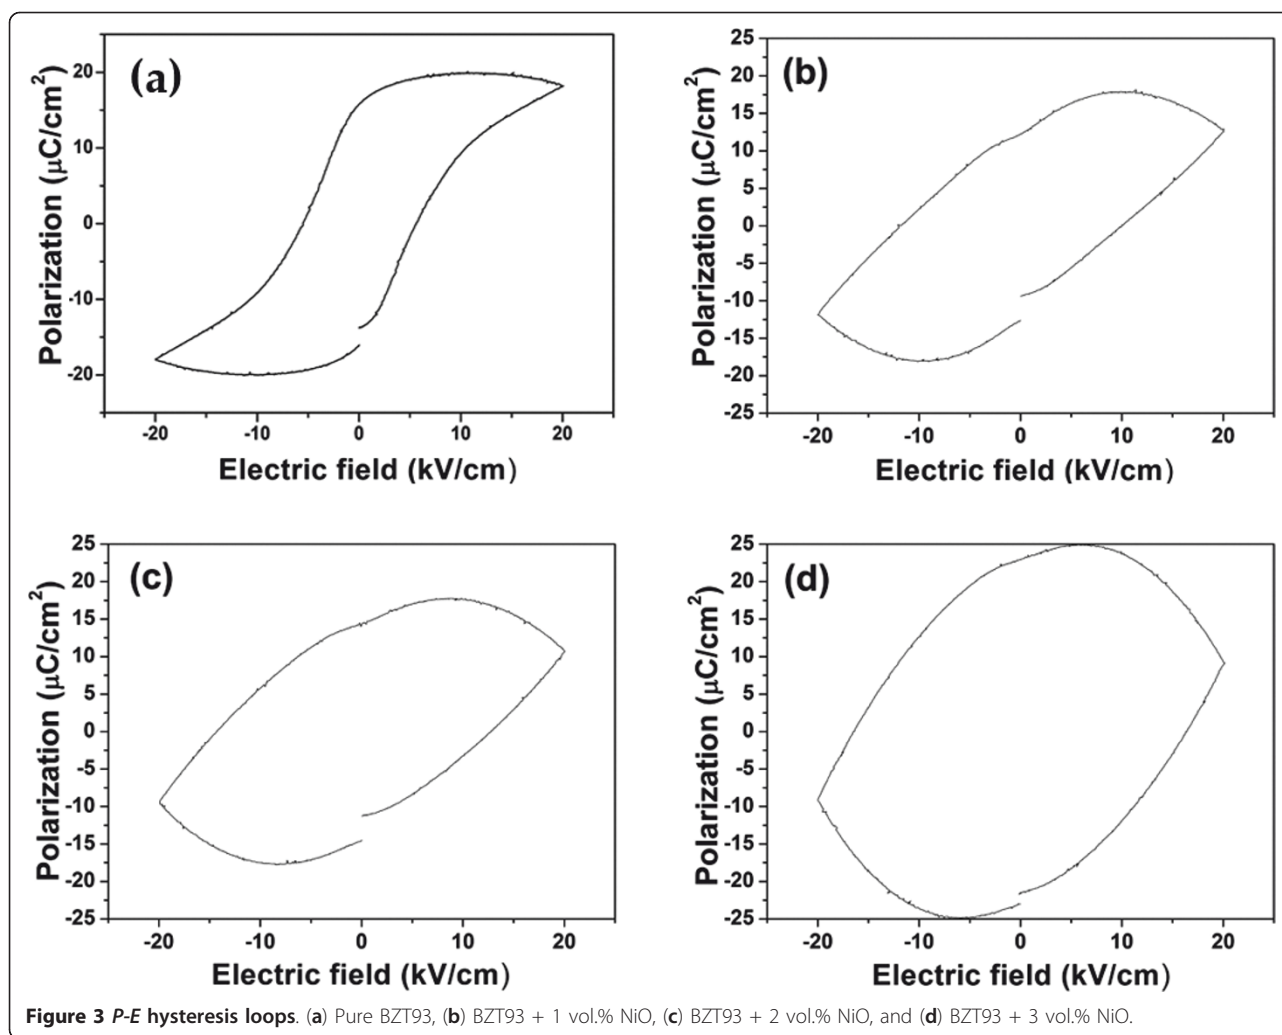 (a)
20
10
0
-10
-20
Polarization (μC/cm²)
-20 -10 0 10 20
Electric field (kV/cm)
(b)
25
20
15
10
5
0
-5
-10
-15
-20
-25
Polarization (μC/cm²)
-20 -10 0 10 20
Electric field (kV/cm)
(c)
25
20
15
10
5
0
-5
-10
-15
-20
-25
Polarization (μC/cm²)
-20 -10 0 10 20
Electric field (kV/cm)
(d)
25
20
15
10
5
0
-5
-10
-15
-20
-25
Polarization (μC/cm²)
-20 -10 0 10 20
Electric field (kV/cm)
Figure 3 P-E hysteresis loops. (a) Pure BZT93, (b) BZT93 + 1 vol.% NiO, (c) BZT93 + 2 vol.% NiO, and (d) BZT93 + 3 vol.% NiO.